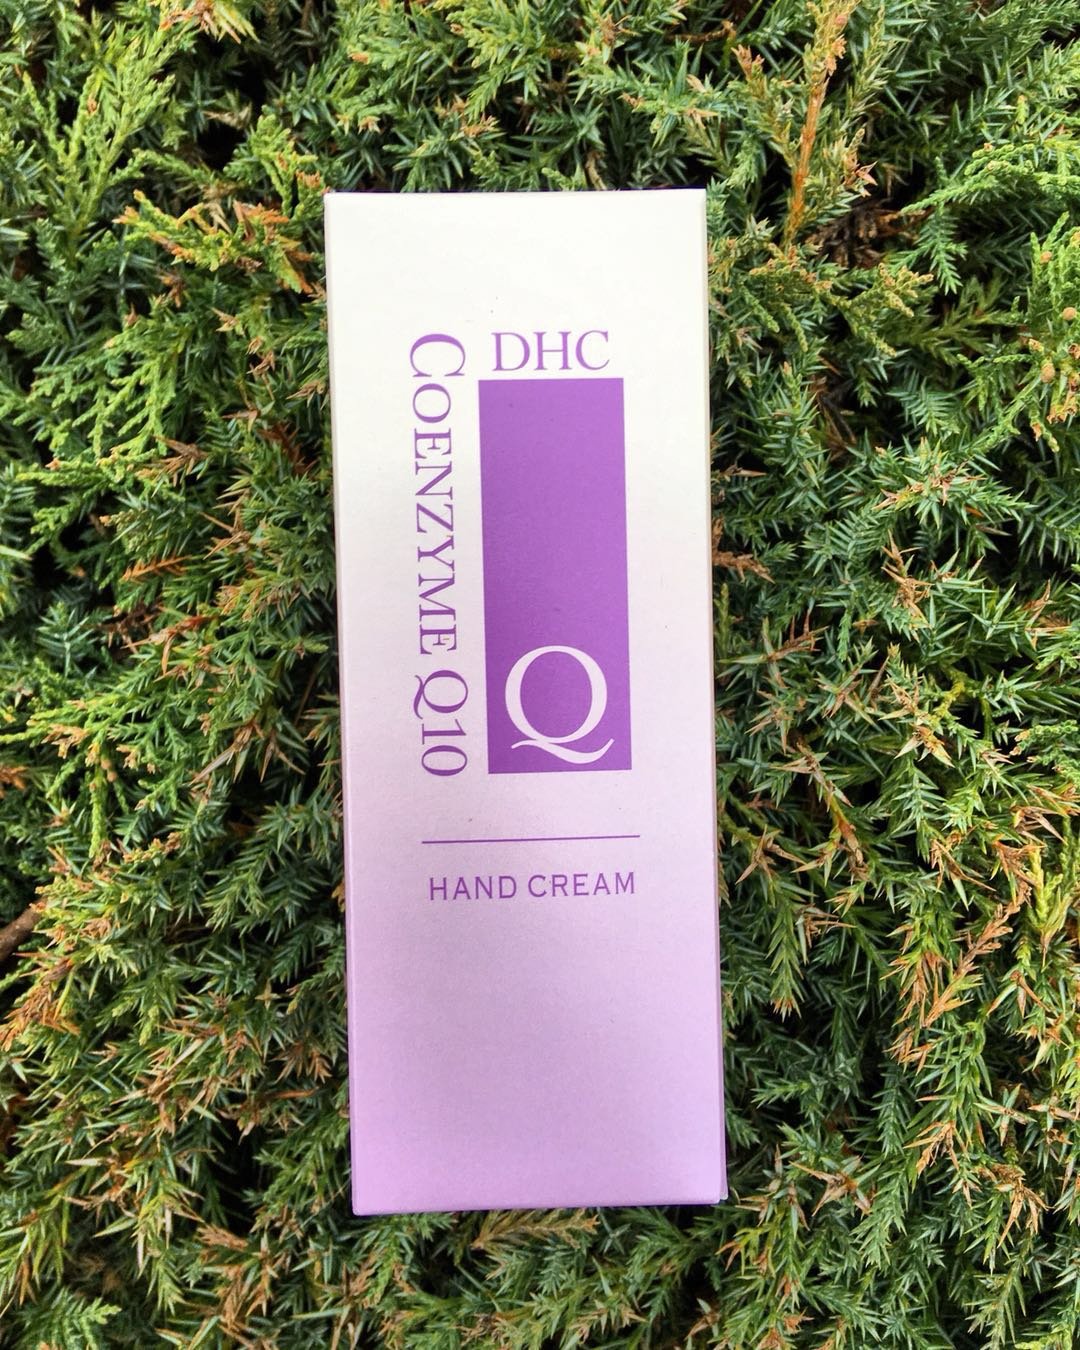 DHC
COENZYME Q10
Q
HAND CREAM